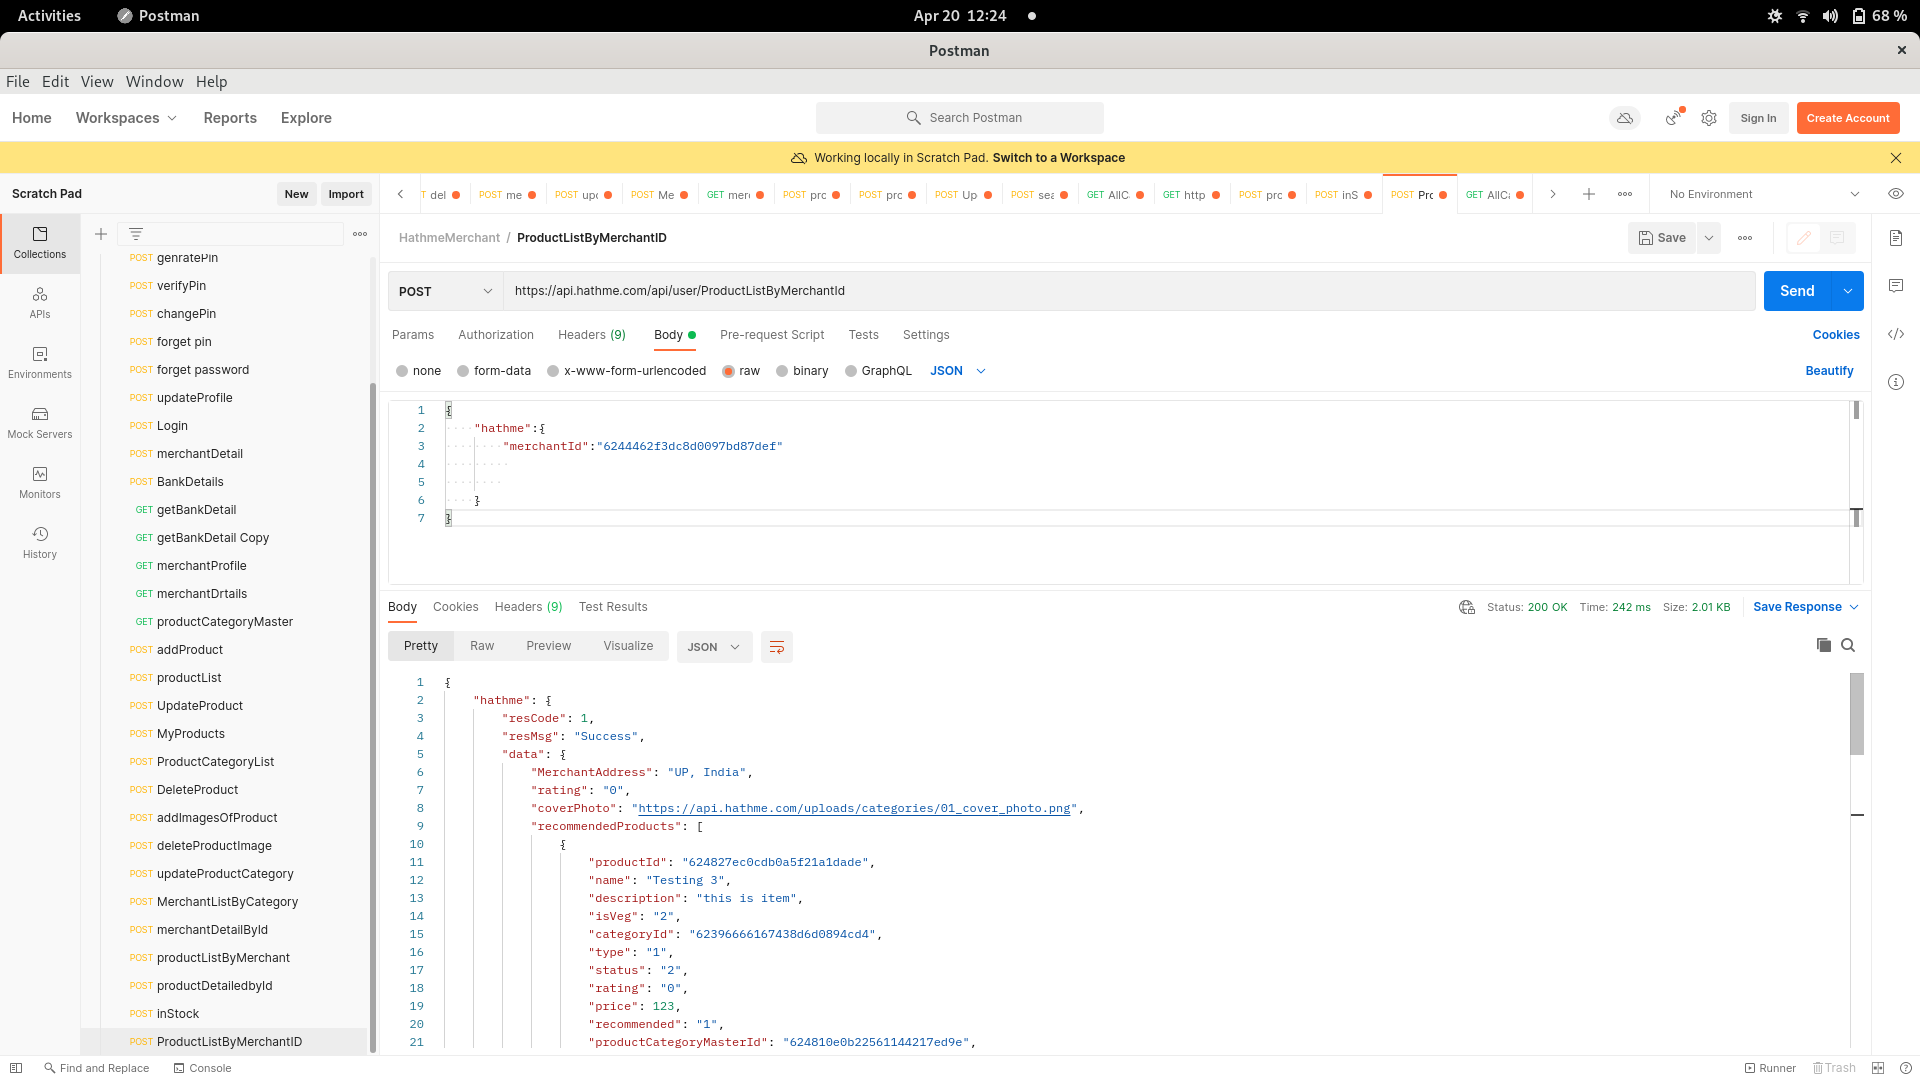 Activities Postman Apr 20 12:24 68 %
Postman
File Edit View Window Help
Home Workspaces Reports Explore Search Postman Sign In Create Account
Working locally in Scratch Pad. Switch to a Workspace
Scratch Pad New Import
T del POST me POST upd POST Me GET mer POST pro POST pro POST Up POST sea GET AllC GET http POST pro POST inS POST Prc GET AllCa No Environment
Collections
APIs
Environments
Mock Servers
Monitors
History
POST genratePin
POST verifyPin
POST changePin
POST forget pin
POST forget password
POST updateProfile
POST Login
POST merchantDetail
POST BankDetails
GET getBankDetail
GET getBankDetail Copy
GET merchantProfile
GET merchantDrtails
GET productCategoryMaster
POST addProduct
POST productList
POST UpdateProduct
POST MyProducts
POST ProductCategoryList
POST DeleteProduct
POST addImagesOfProduct
POST deleteProductImage
POST updateProductCategory
POST MerchantListByCategory
POST merchantDetailById
POST productListByMerchant
POST productDetailedbyId
POST inStock
POST ProductListByMerchantID
HathmeMerchant / ProductListByMerchantID Save
POST https://api.hathme.com/api/user/ProductListByMerchantId Send
Params Authorization Headers (9) Body Pre-request Script Tests Settings Cookies
none form-data x-www-form-urlencoded raw binary GraphQL JSON Beautify
1 {
2 "hathme":{
3 "merchantId":"6244462f3dc8d0097bd87def"
4
5
6 }
7 }
Body Cookies Headers (9) Test Results Status: 200 OK Time: 242 ms Size: 2.01 KB Save Response
Pretty Raw Preview Visualize JSON
1 {
2 "hathme": {
3 "resCode": 1,
4 "resMsg": "Success",
5 "data": {
6 "MerchantAddress": "UP, India",
7 "rating": "0",
8 "coverPhoto": "https://api.hathme.com/uploads/categories/01_cover_photo.png",
9 "recommendedProducts": [
10 {
11 "productId": "624827ec0cdb0a5f21a1dade",
12 "name": "Testing 3",
13 "description": "this is item",
14 "isVeg": "2",
15 "categoryId": "62396666167438d6d0894cd4",
16 "type": "1",
17 "status": "2",
18 "rating": "0",
19 "price": 123,
20 "recommended": "1",
21 "productCategoryMasterId": "624810e0b22561144217ed9e",
Find and Replace Console Runner Trash